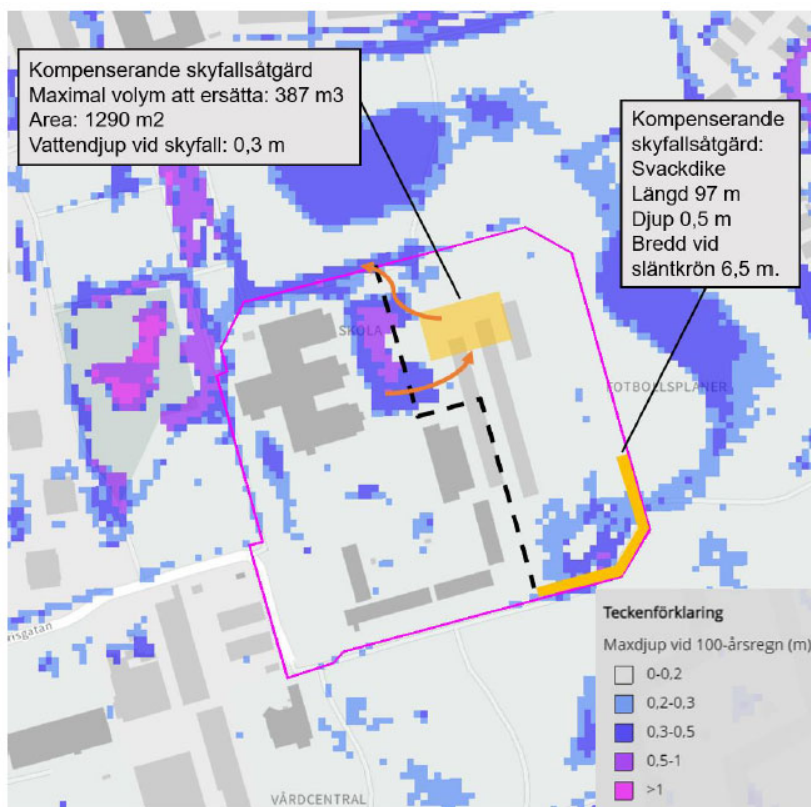 Kompenserande skyfallsåtgärd
Maximal volym att ersätta: 387 m3
Area: 1290 m2
Vattendjup vid skyfall: 0,3 m
Kompenserande
skyfallsåtgärd:
Svackdike
Längd 97 m
Djup 0,5 m
Bredd vid
släntkrön 6,5 m.
SKOLA
FOTBOLLSPLANER
VÅRDCENTRAL
Teckenförklaring
Maxdjup vid 100-årsregn (m)
0-0,2
0,2-0,3
0,3-0,5
0,5-1
>1